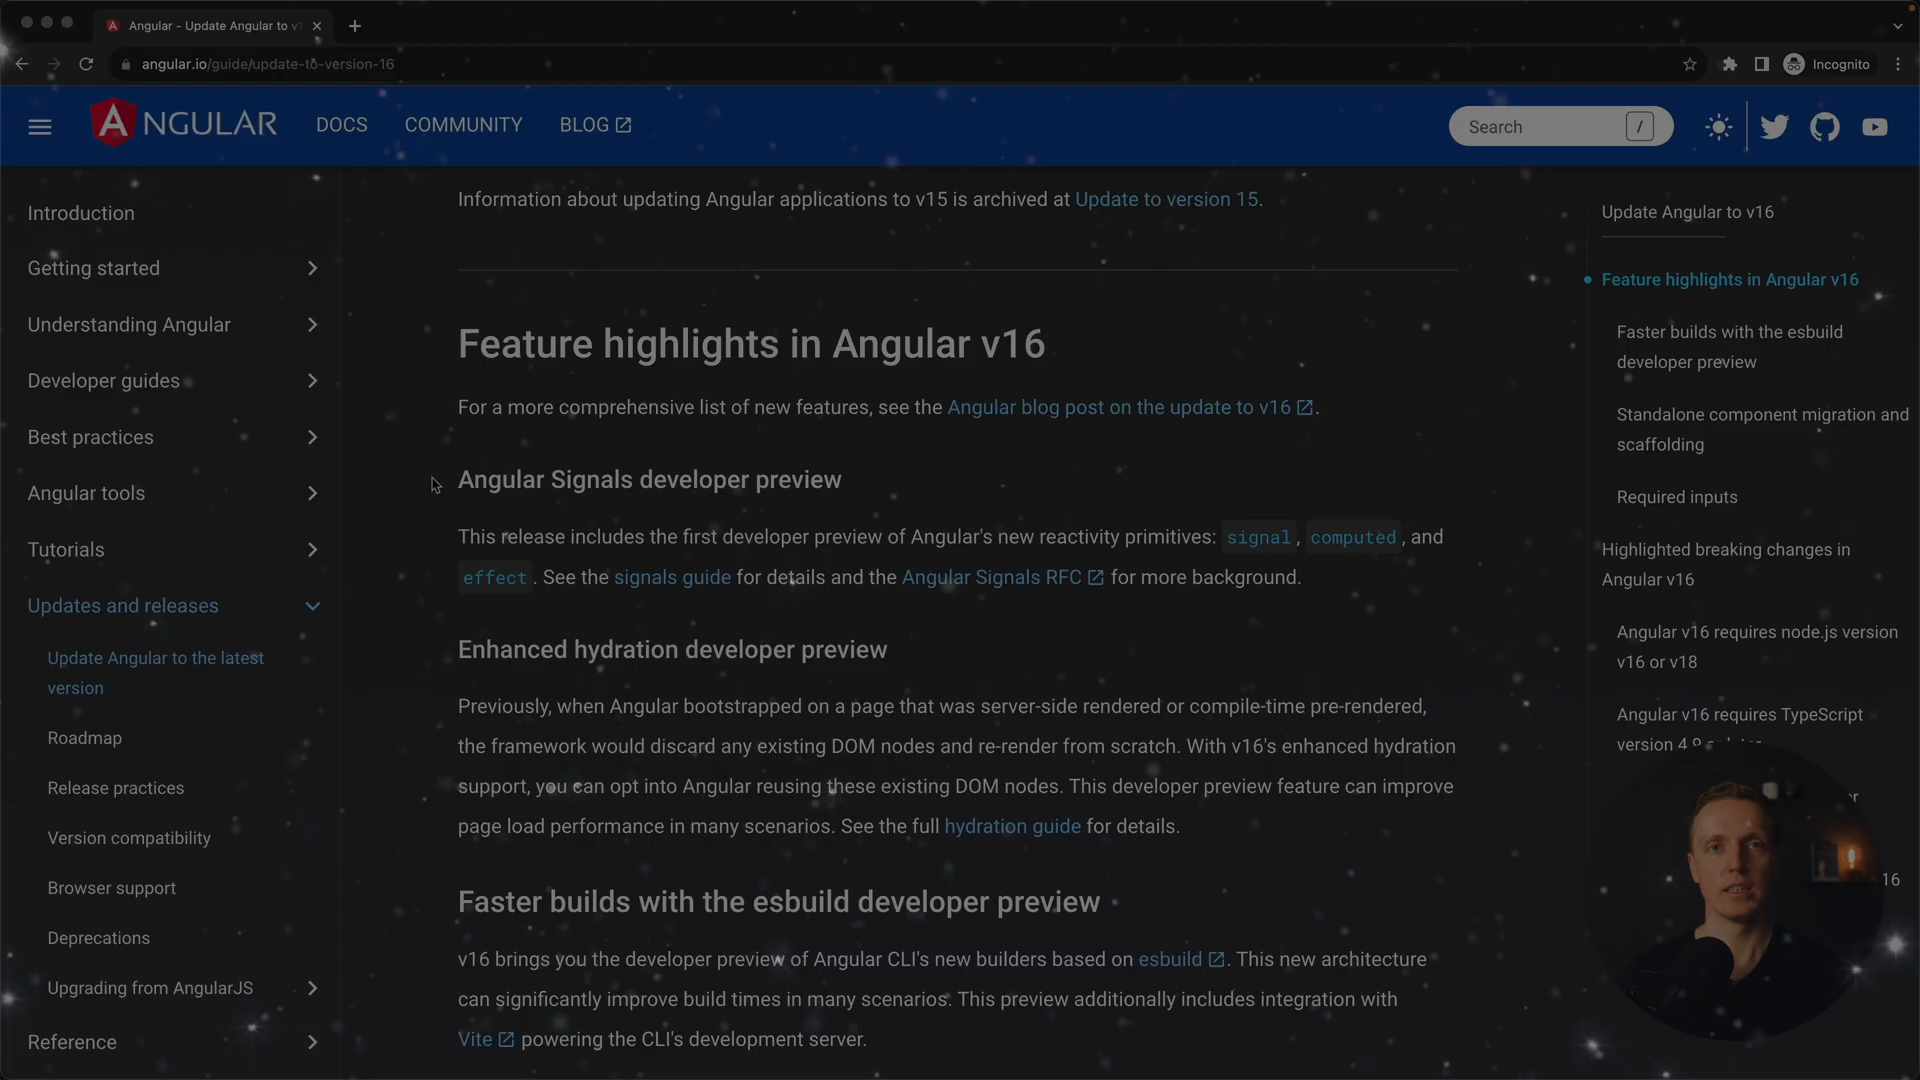 Angular - Update Angular to v1
angular.io/guide/update-to-version-16
Incognito
ANGULAR
DOCS
COMMUNITY
BLOG
Search
/
Introduction
Getting started
Understanding Angular
Developer guides
Best practices
Angular tools
Tutorials
Updates and releases
Update Angular to the latest
version
Roadmap
Release practices
Version compatibility
Browser support
Deprecations
Upgrading from AngularJS
Reference
Information about updating Angular applications to v15 is archived at Update to version 15.
Feature highlights in Angular v16
For a more comprehensive list of new features, see the Angular blog post on the update to v16.
Angular Signals developer preview
This release includes the first developer preview of Angular's new reactivity primitives: signal, computed, and
effect. See the signals guide for details and the Angular Signals RFC for more background.
Enhanced hydration developer preview
Previously, when Angular bootstrapped on a page that was server-side rendered or compile-time pre-rendered,
the framework would discard any existing DOM nodes and re-render from scratch. With v16's enhanced hydration
support, you can opt into Angular reusing these existing DOM nodes. This developer preview feature can improve
page load performance in many scenarios. See the full hydration guide for details.
Faster builds with the esbuild developer preview
v16 brings you the developer preview of Angular CLI's new builders based on esbuild. This new architecture
can significantly improve build times in many scenarios. This preview additionally includes integration with
Vite powering the CLI's development server.
Update Angular to v16
Feature highlights in Angular v16
Faster builds with the esbuild
developer preview
Standalone component migration and
scaffolding
Required inputs
Highlighted breaking changes in
Angular v16
Angular v16 requires node.js version
v16 or v18
Angular v16 requires TypeScript
version 4.9
16